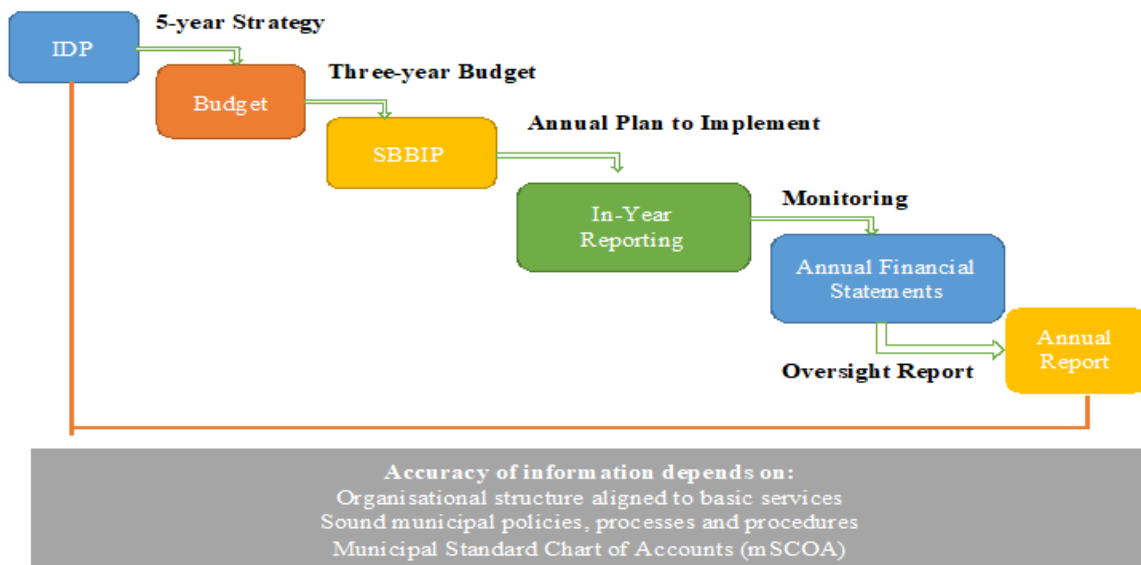 5-year Strategy
IDP
Three-year Budget
Budget
Annual Plan to Implement
SBBIP
Monitoring
In-Year
Reporting
Annual Financial
Statements
Annual
Report
Oversight Report
Accuracy of information depends on:
Organisational structure aligned to basic services
Sound municipal policies, processes and procedures
Municipal Standard Chart of Accounts (mSCOA)